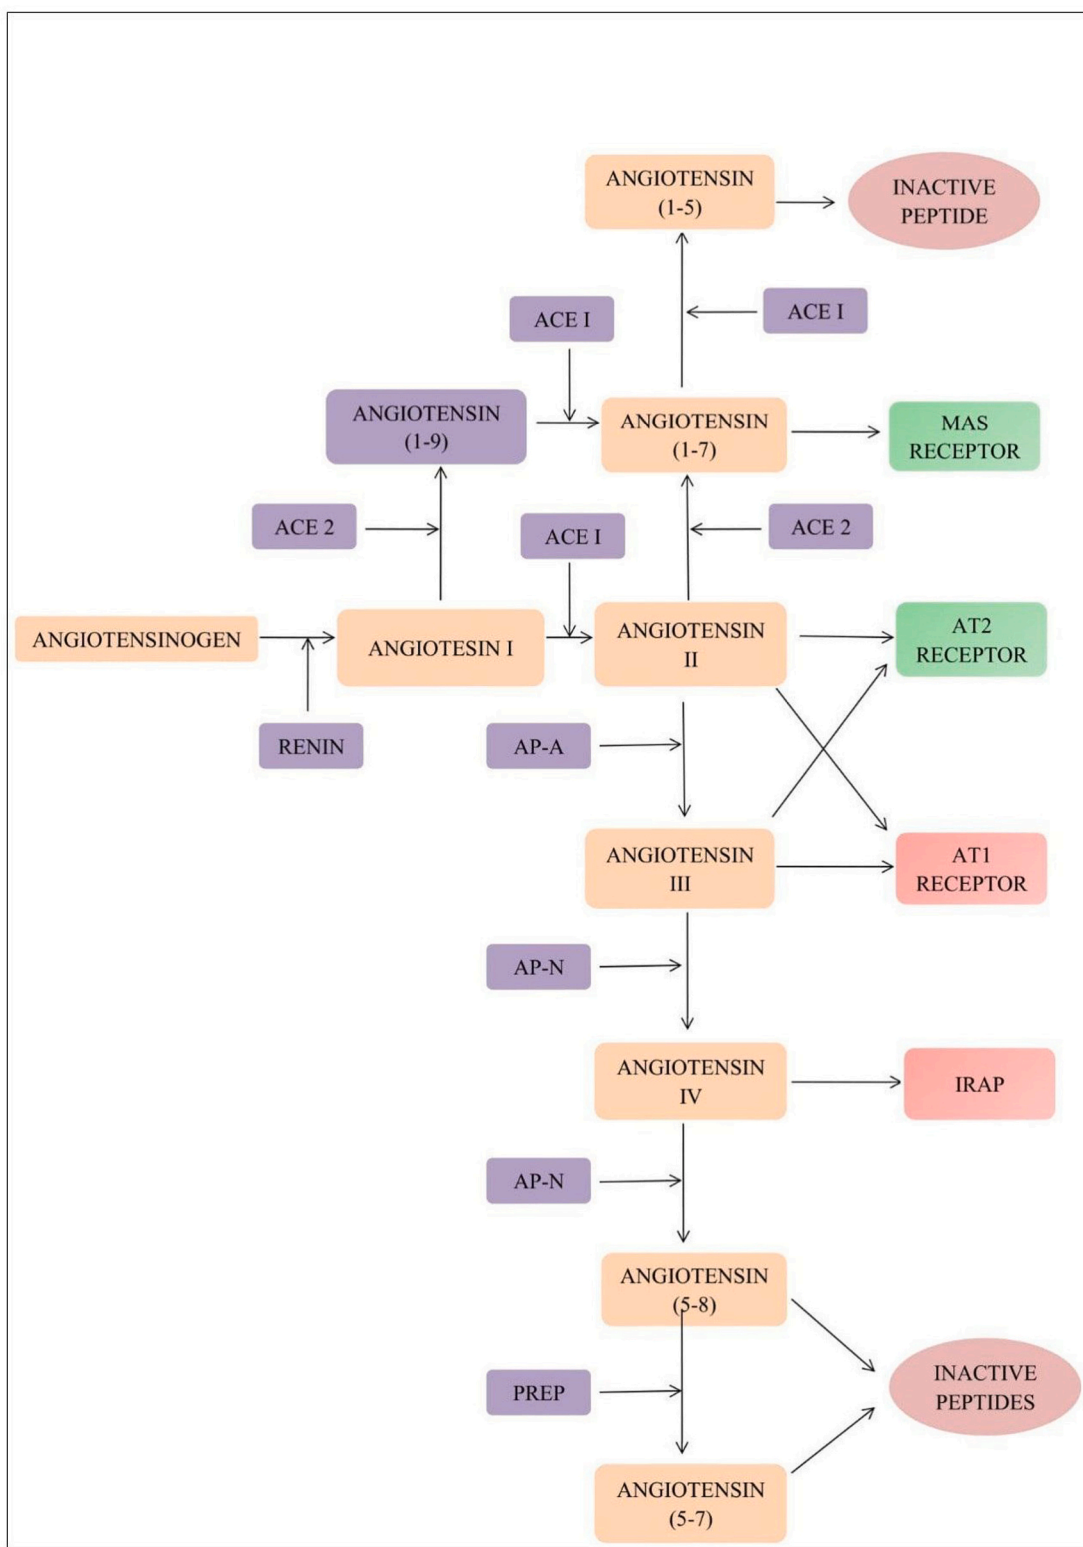 ANGIOTENSIN
(1-5)
INACTIVE
PEPTIDE
ACE I
ACE I
ANGIOTENSIN
(1-9)
ANGIOTENSIN
(1-7)
MAS
RECEPTOR
ACE 2
ACE I
ACE 2
ANGIOTENSINOGEN
ANGIOTESIN I
ANGIOTENSIN
II
AT2
RECEPTOR
RENIN
AP-A
ANGIOTENSIN
III
AT1
RECEPTOR
AP-N
ANGIOTENSIN
IV
IRAP
AP-N
ANGIOTENSIN
(5-8)
PREP
INACTIVE
PEPTIDES
ANGIOTENSIN
(5-7)